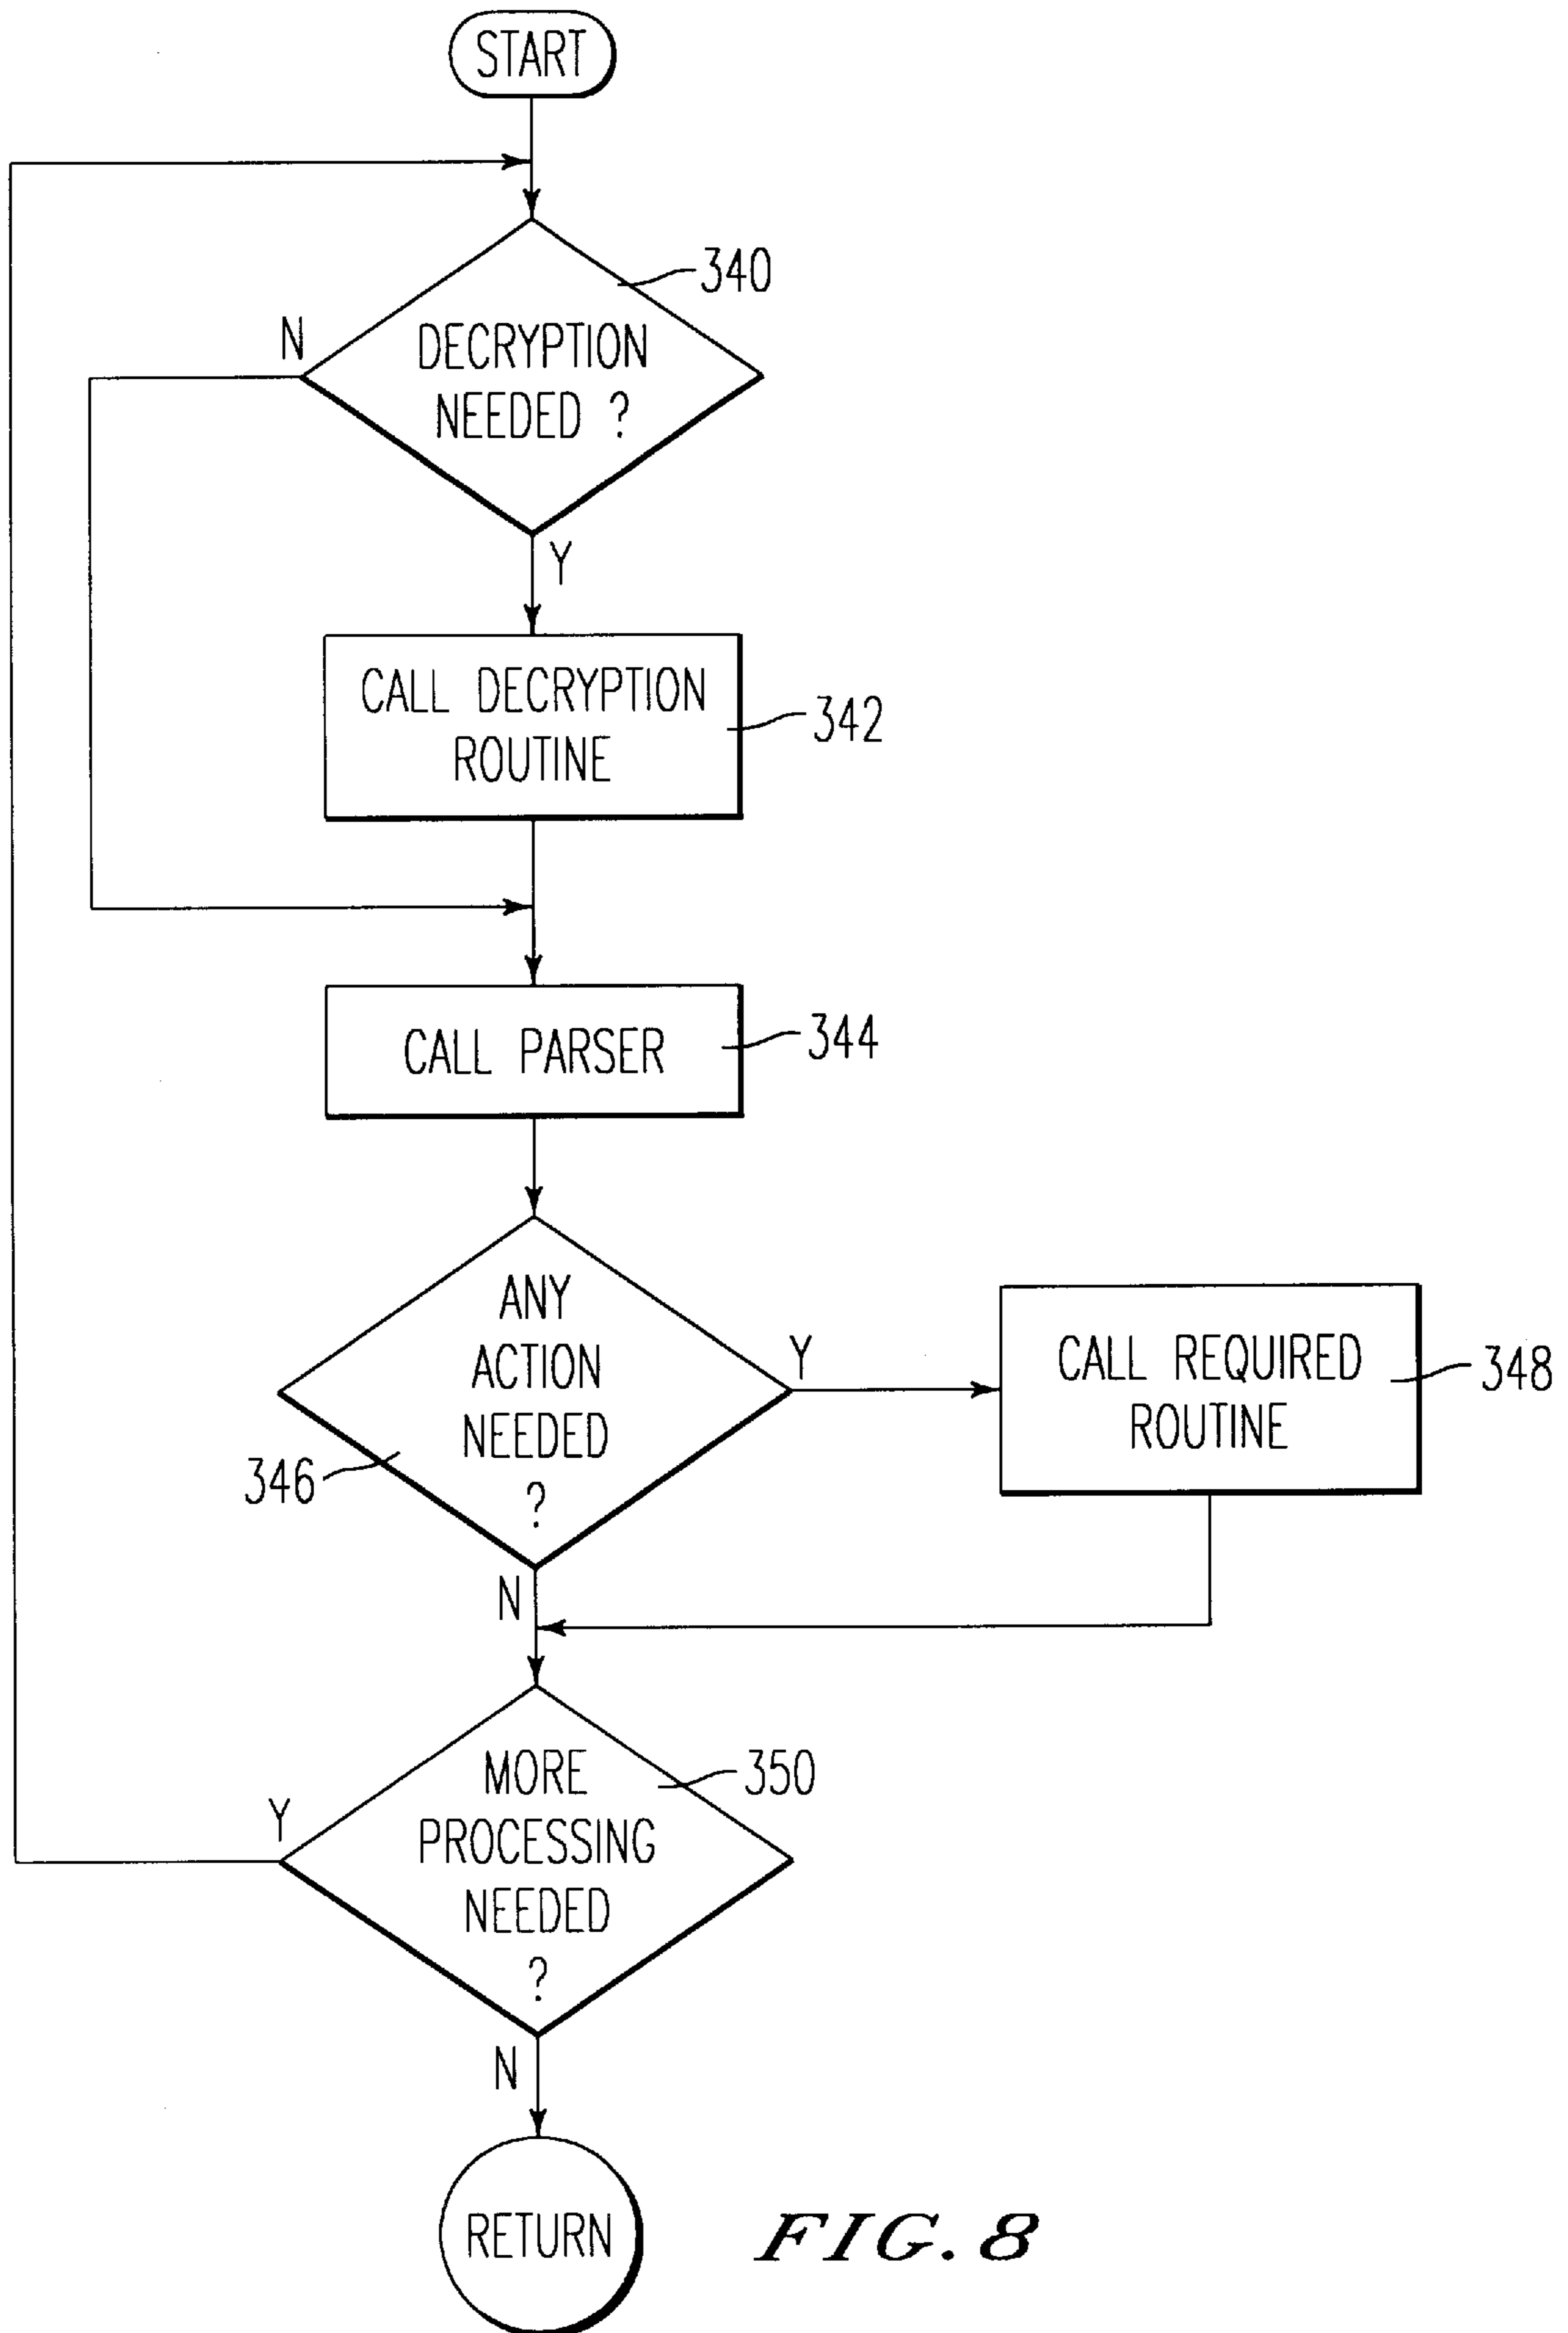 START
340
N
DECRYPTION
NEEDED ?
Y
CALL DECRYPTION
ROUTINE
342
CALL PARSER
344
ANY
ACTION
NEEDED
?
Y
346
CALL REQUIRED
ROUTINE
348
N
MORE
PROCESSING
NEEDED
?
350
Y
N
RETURN
FIG. 8